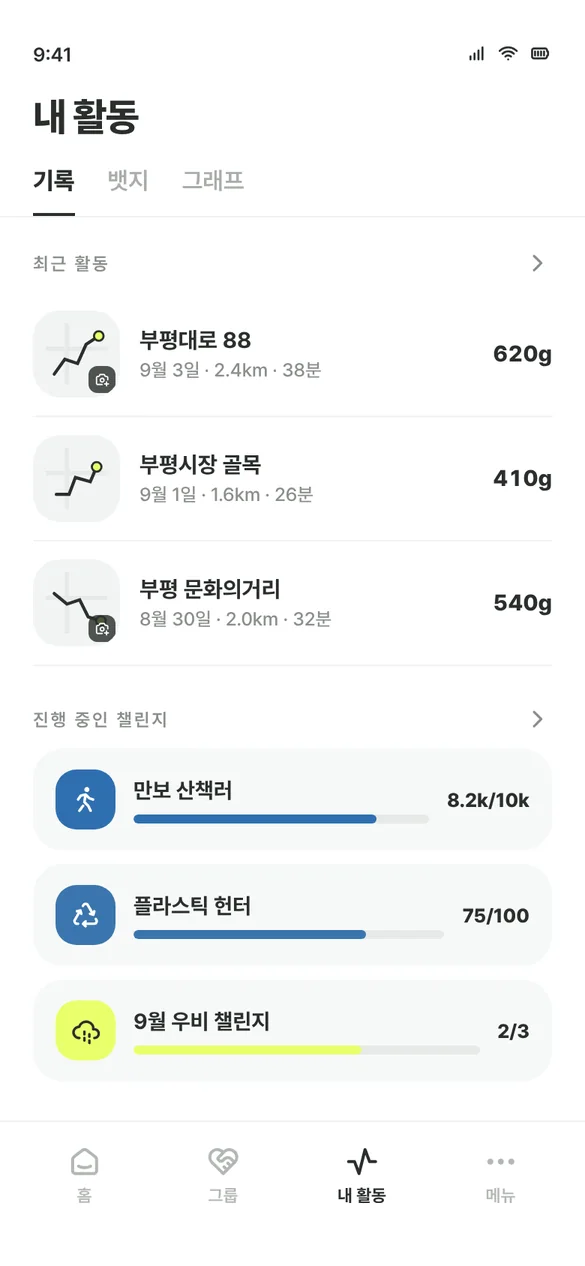 9:41
내 활동
기록 뱃지 그래프
최근 활동
부평대로 88
9월 3일 · 2.4km · 38분
620g
부평시장 골목
9월 1일 · 1.6km · 26분
410g
부평 문화의거리
8월 30일 · 2.0km · 32분
540g
진행 중인 챌린지
만보 산책러
8.2k/10k
플라스틱 헌터
75/100
9월 우비 챌린지
2/3
홈 그룹 내 활동 메뉴